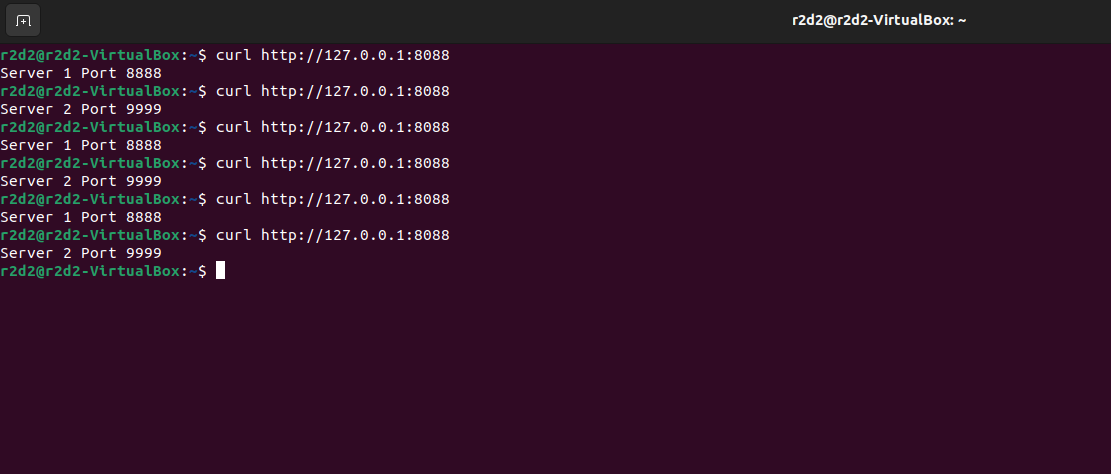 r2d2@r2d2-VirtualBox: ~
r2d2@r2d2-VirtualBox:~$ curl http://127.0.0.1:8088
Server 1 Port 8888
r2d2@r2d2-VirtualBox:~$ curl http://127.0.0.1:8088
Server 2 Port 9999
r2d2@r2d2-VirtualBox:~$ curl http://127.0.0.1:8088
Server 1 Port 8888
r2d2@r2d2-VirtualBox:~$ curl http://127.0.0.1:8088
Server 2 Port 9999
r2d2@r2d2-VirtualBox:~$ curl http://127.0.0.1:8088
Server 1 Port 8888
r2d2@r2d2-VirtualBox:~$ curl http://127.0.0.1:8088
Server 2 Port 9999
r2d2@r2d2-VirtualBox:~$